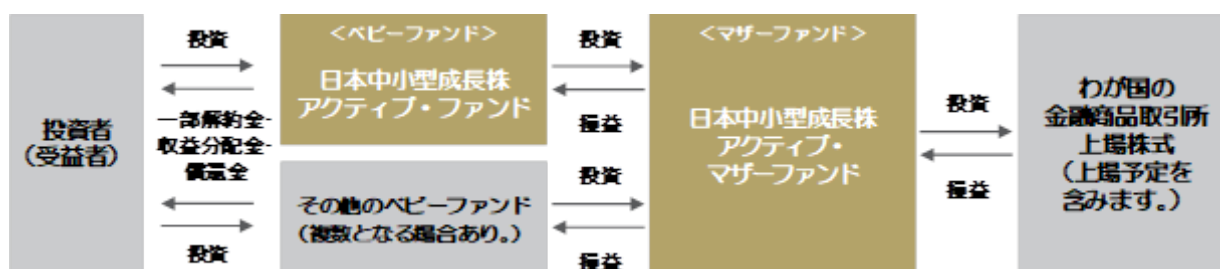 投資者
（受益者）
投資
一部解約金・
収益分配金・
償還金
投資
＜ベビーファンド＞
日本中小型成長株
アクティブ・ファンド
その他のベビーファンド
（複数となる場合あり。）
投資
損益
投資
損益
＜マザーファンド＞
日本中小型成長株
アクティブ・
マザーファンド
投資
損益
わが国の
金融商品取引所
上場株式
（上場予定を
含みます。）